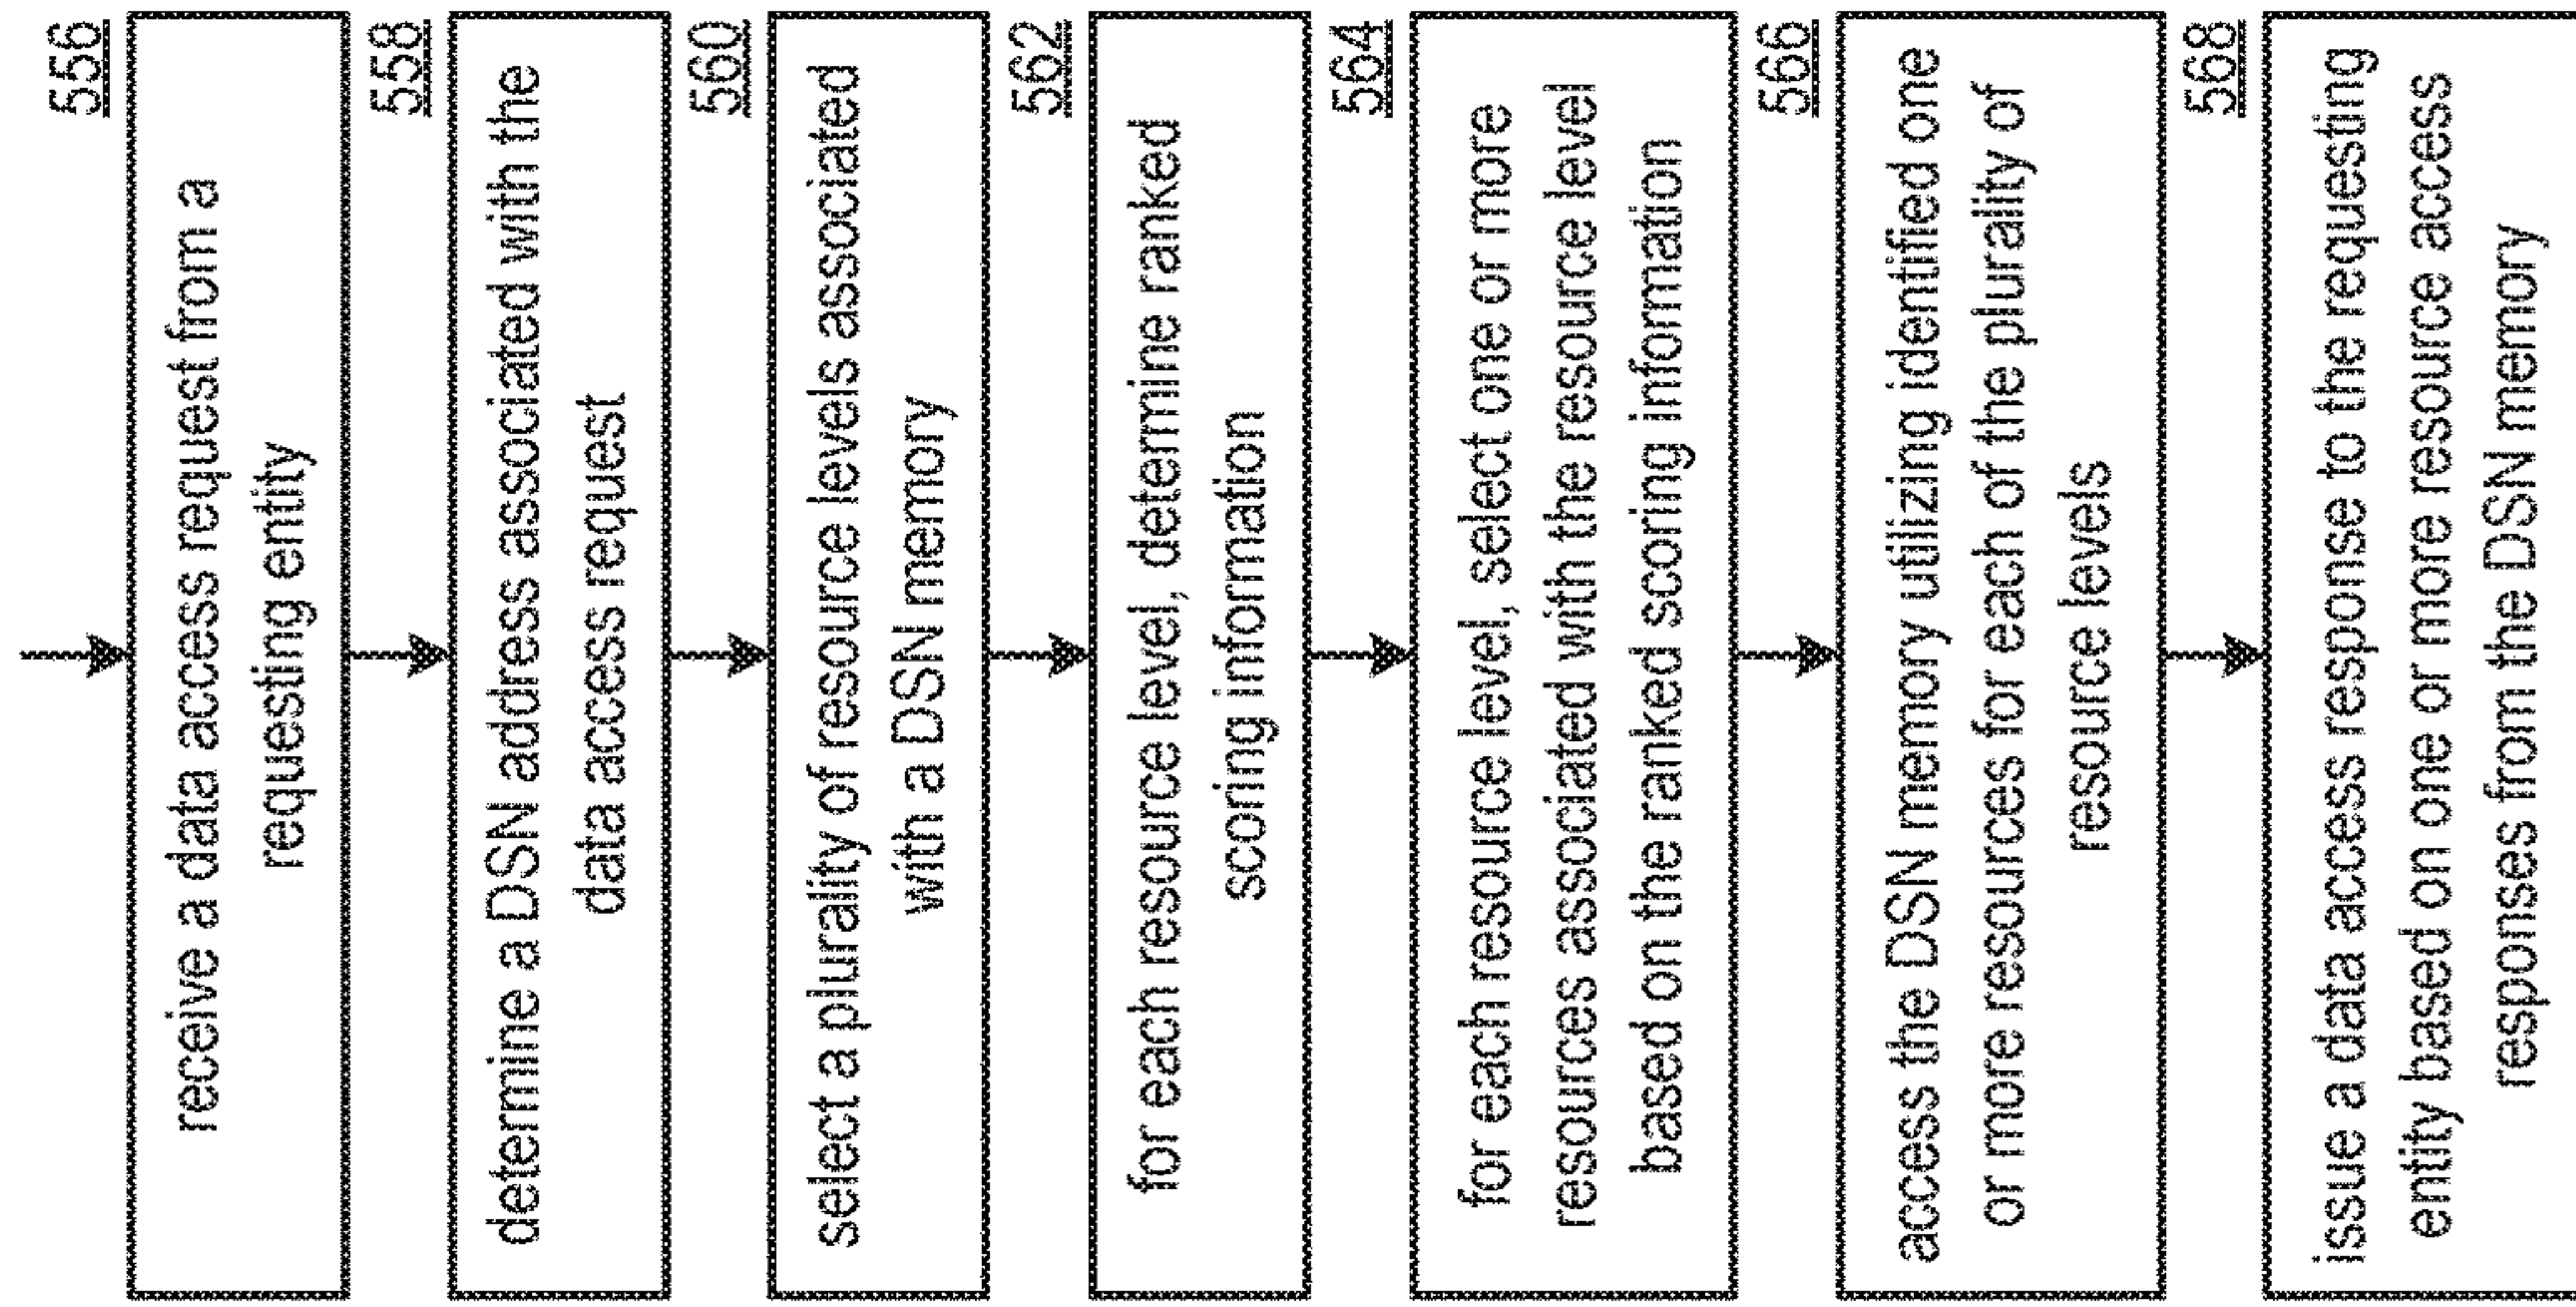 556
receive a data access request from a
requesting entity
558
determine a DSN address associated with the
data access request
560
select a plurality of resource levels associated
with a DSN memory
562
for each resource level, determine ranked
scoring information
564
for each resource level, select one or more
resources associated with the resource level
based on the ranked scoring information
566
access the DSN memory utilizing identified one
or more resources for each of the plurality of
resource levels
568
issue a data access response to the requesting
entity based on one or more resource access
responses from the DSN memory